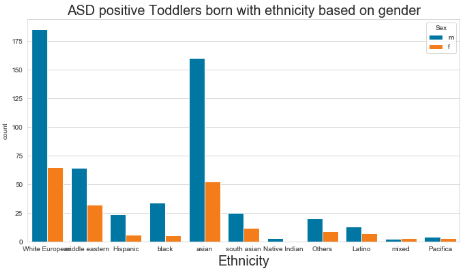 ASD positive Toddlers born with ethnicity based on gender
Sex
m
f
175
150
125
100
75
50
25
0
count
White European middle eastern Hispanic black asian south asian Native Indian Others Latino mixed Pacifica
Ethnicity